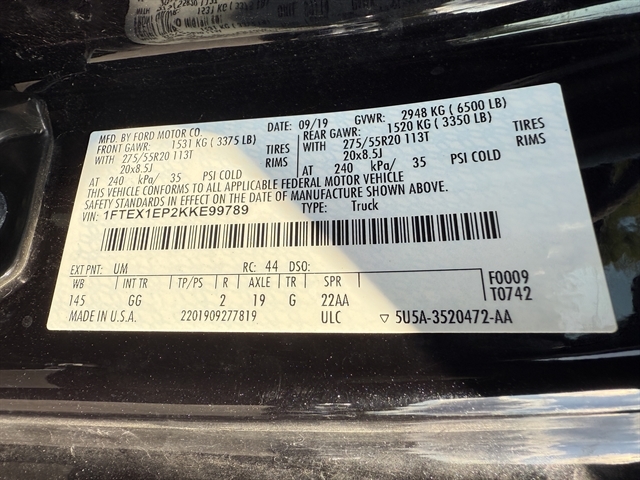 1531 KG ( 33
MFD. BY FORD MOTOR CO. DATE: 09/19 GVWR: 2948 KG ( 6500 LB)
FRONT GAWR: 1531 KG ( 3375 LB) REAR GAWR: 1520 KG ( 3350 LB)
WITH 275/55R20 113T TIRES WITH 275/55R20 113T TIRES
20x8.5J RIMS 20x8.5J RIMS
AT 240 kPa/ 35 PSI COLD AT 240 kPa/ 35 PSI COLD
THIS VEHICLE CONFORMS TO ALL APPLICABLE FEDERAL MOTOR VEHICLE
SAFETY STANDARDS IN EFFECT ON THE DATE OF MANUFACTURE SHOWN ABOVE.
VIN: 1FTEX1EP2KKE99789 TYPE: Truck
EXT PNT: UM RC: 44 DSO:
WB INT TR TP/PS R AXLE TR SPR F0009
145 GG 2 19 G 22AA T0742
MADE IN U.S.A. 2201909277819 ULC ▽ 5U5A-3520472-AA